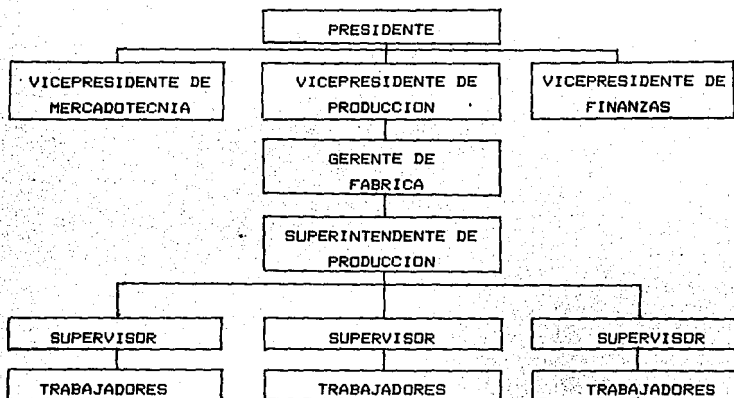 PRESIDENTE
VICEPRESIDENTE DE
MERCADOTECNIA
VICEPRESIDENTE DE
PRODUCCION
VICEPRESIDENTE DE
FINANZAS
GERENTE DE
FABRICA
SUPERINTENDENTE DE
PRODUCCION
SUPERVISOR
SUPERVISOR
SUPERVISOR
TRABAJADORES
TRABAJADORES
TRABAJADORES